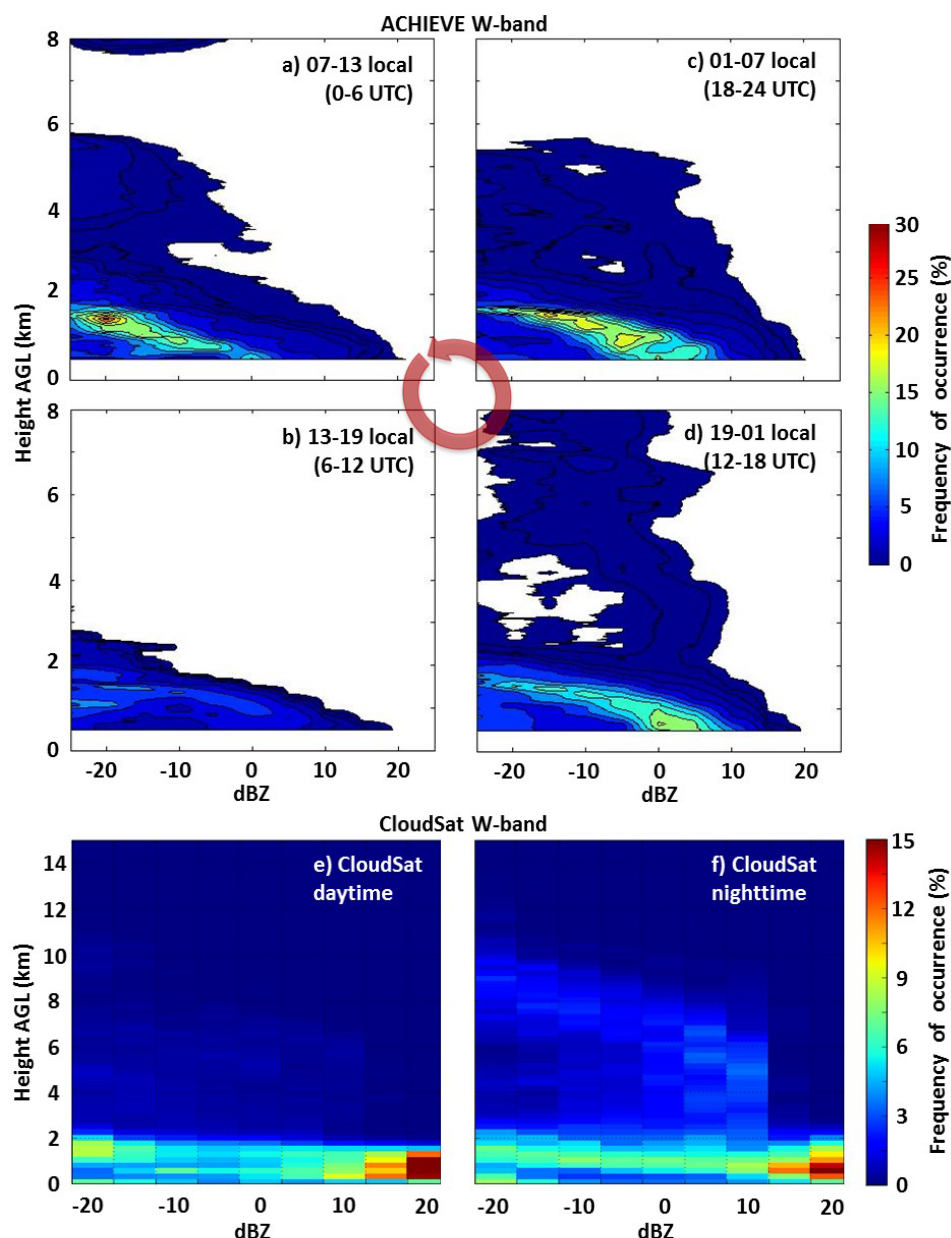 ACHIEVE W-band
a) 07-13 local
(0-6 UTC)
c) 01-07 local
(18-24 UTC)
8
6
4
2
0
Height AGL (km)
b) 13-19 local
(6-12 UTC)
d) 19-01 local
(12-18 UTC)
8
6
4
2
0
-20 -10 0 10 20
dBZ
-20 -10 0 10 20
dBZ
30
25
20
15
10
5
0
Frequency of occurrence (%)
CloudSat W-band
e) CloudSat
daytime
f) CloudSat
nighttime
14
12
10
8
6
4
2
0
Height AGL (km)
-20 -10 0 10 20
dBZ
-20 -10 0 10 20
dBZ
15
12
9
6
3
0
Frequency of occurrence (%)